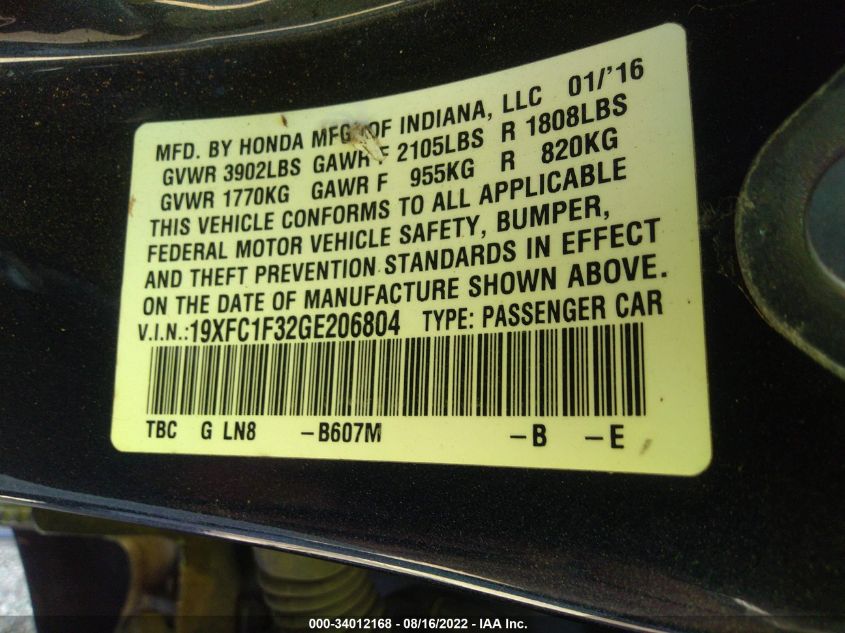 MFD. BY HONDA MFG OF INDIANA, LLC 01/'16
GVWR 3902LBS GAWR F 2105LBS R 1808LBS
GVWR 1770KG GAWR F 955KG R 820KG
THIS VEHICLE CONFORMS TO ALL APPLICABLE
FEDERAL MOTOR VEHICLE SAFETY, BUMPER,
AND THEFT PREVENTION STANDARDS IN EFFECT
ON THE DATE OF MANUFACTURE SHOWN ABOVE.
V.I.N.:19XFC1F32GE206804 TYPE: PASSENGER CAR
TBC G LN8 -B607M -B -E
000-34012168 - 08/16/2022 - IAA Inc.